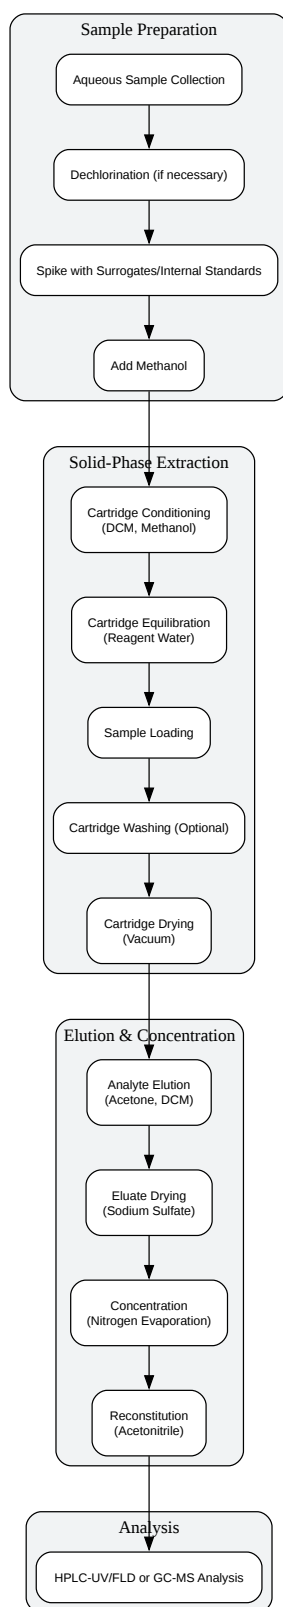 Sample Preparation
Aqueous Sample Collection
Dechlorination (if necessary)
Spike with Surrogates/Internal Standards
Add Methanol
Solid-Phase Extraction
Cartridge Conditioning
(DCM, Methanol)
Cartridge Equilibration
(Reagent Water)
Sample Loading
Cartridge Washing (Optional)
Cartridge Drying
(Vacuum)
Elution & Concentration
Analyte Elution
(Acetone, DCM)
Eluate Drying
(Sodium Sulfate)
Concentration
(Nitrogen Evaporation)
Reconstitution
(Acetonitrile)
Analysis
HPLC-UV/FLD or GC-MS Analysis